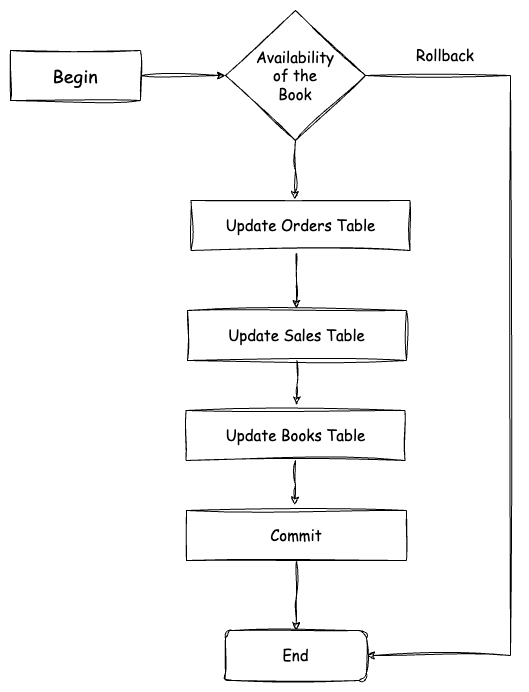 Begin
Availability
of the
Book
Rollback
Update Orders Table
Update Sales Table
Update Books Table
Commit
End